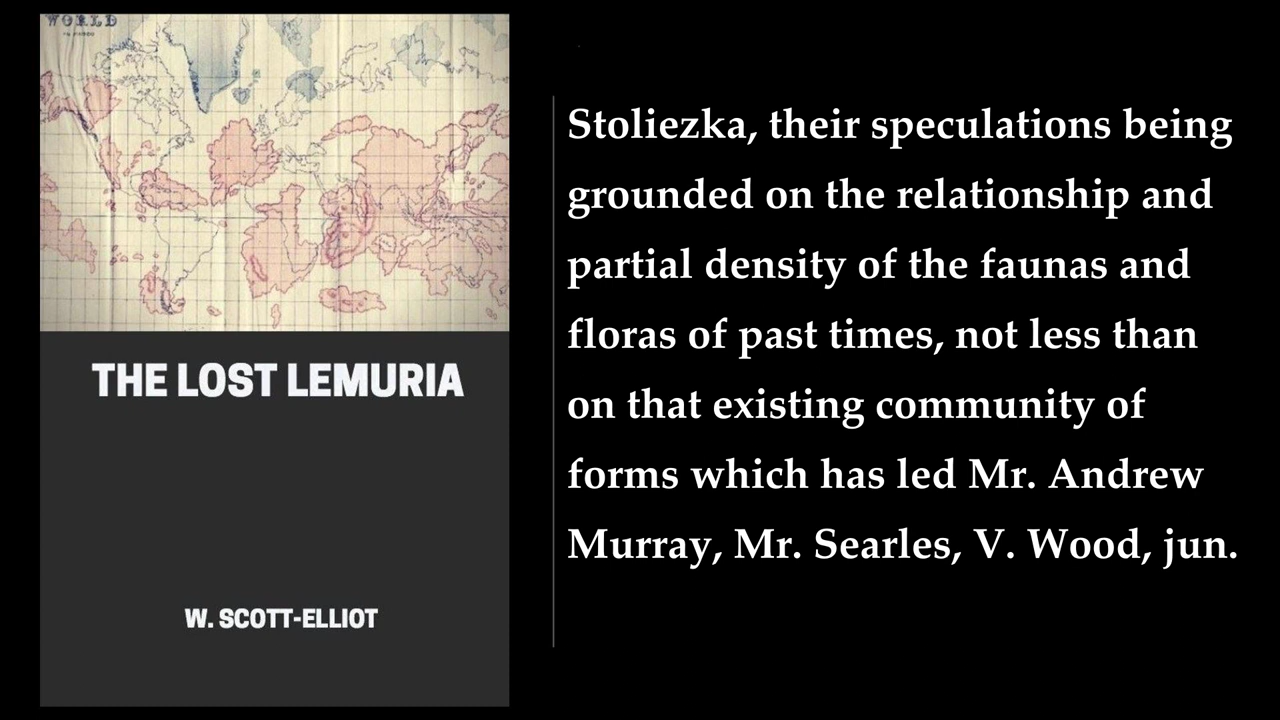 WORLD
THE LOST LEMURIA
W. SCOTT-ELLIOT
Stoliezka, their speculations being
grounded on the relationship and
partial density of the faunas and
floras of past times, not less than
on that existing community of
forms which has led Mr. Andrew
Murray, Mr. Searles, V. Wood, jun.